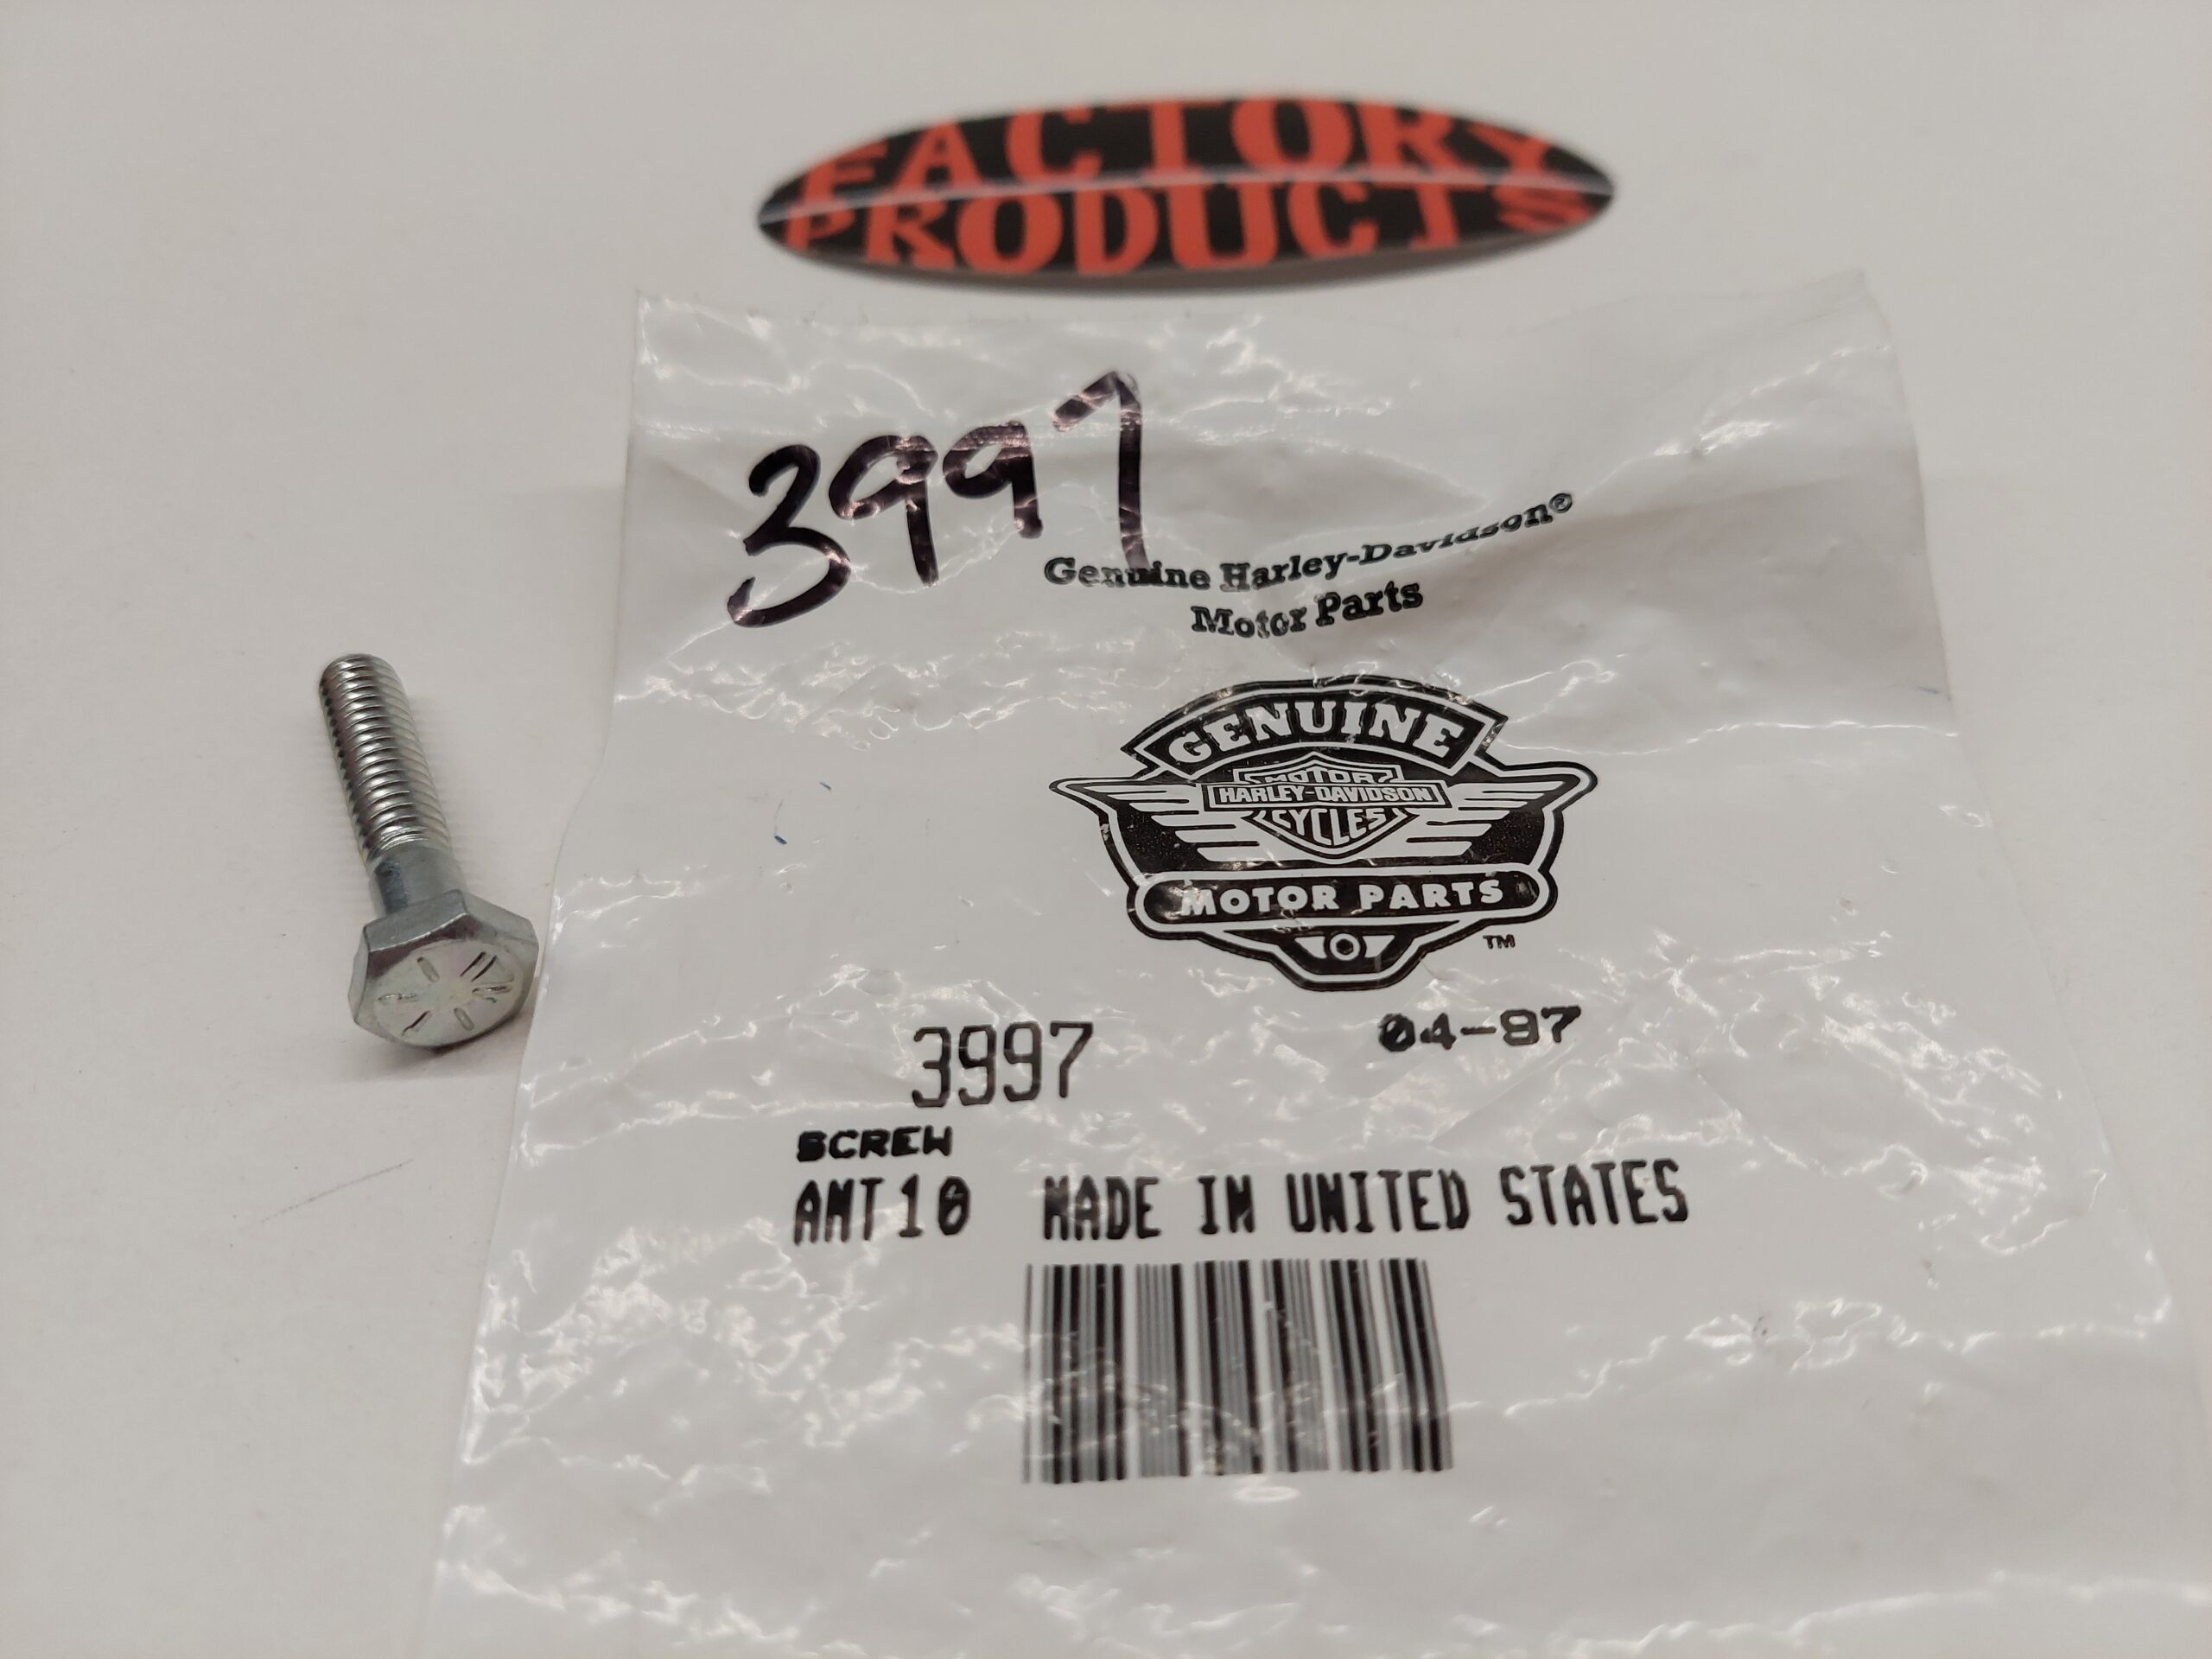 FACTORY
PRODUCTS
3997
Genuine Harley-Davidson®
Motor Parts
GENUINE
MOTOR
HARLEY-DAVIDSON
CYCLES
MOTOR PARTS
TM
3997 04-97
SCREW
AMT10 MADE IN UNITED STATES